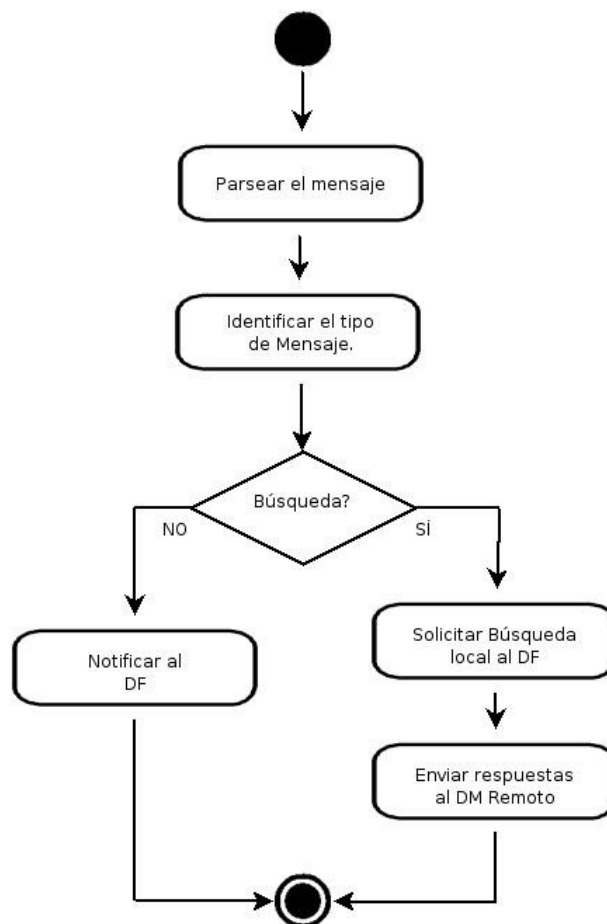 Parsear el mensaje
Identificar el tipo
de Mensaje.
Búsqueda?
NO
SÍ
Notificar al
DF
Solicitar Búsqueda
local al DF
Enviar respuestas
al DM Remoto